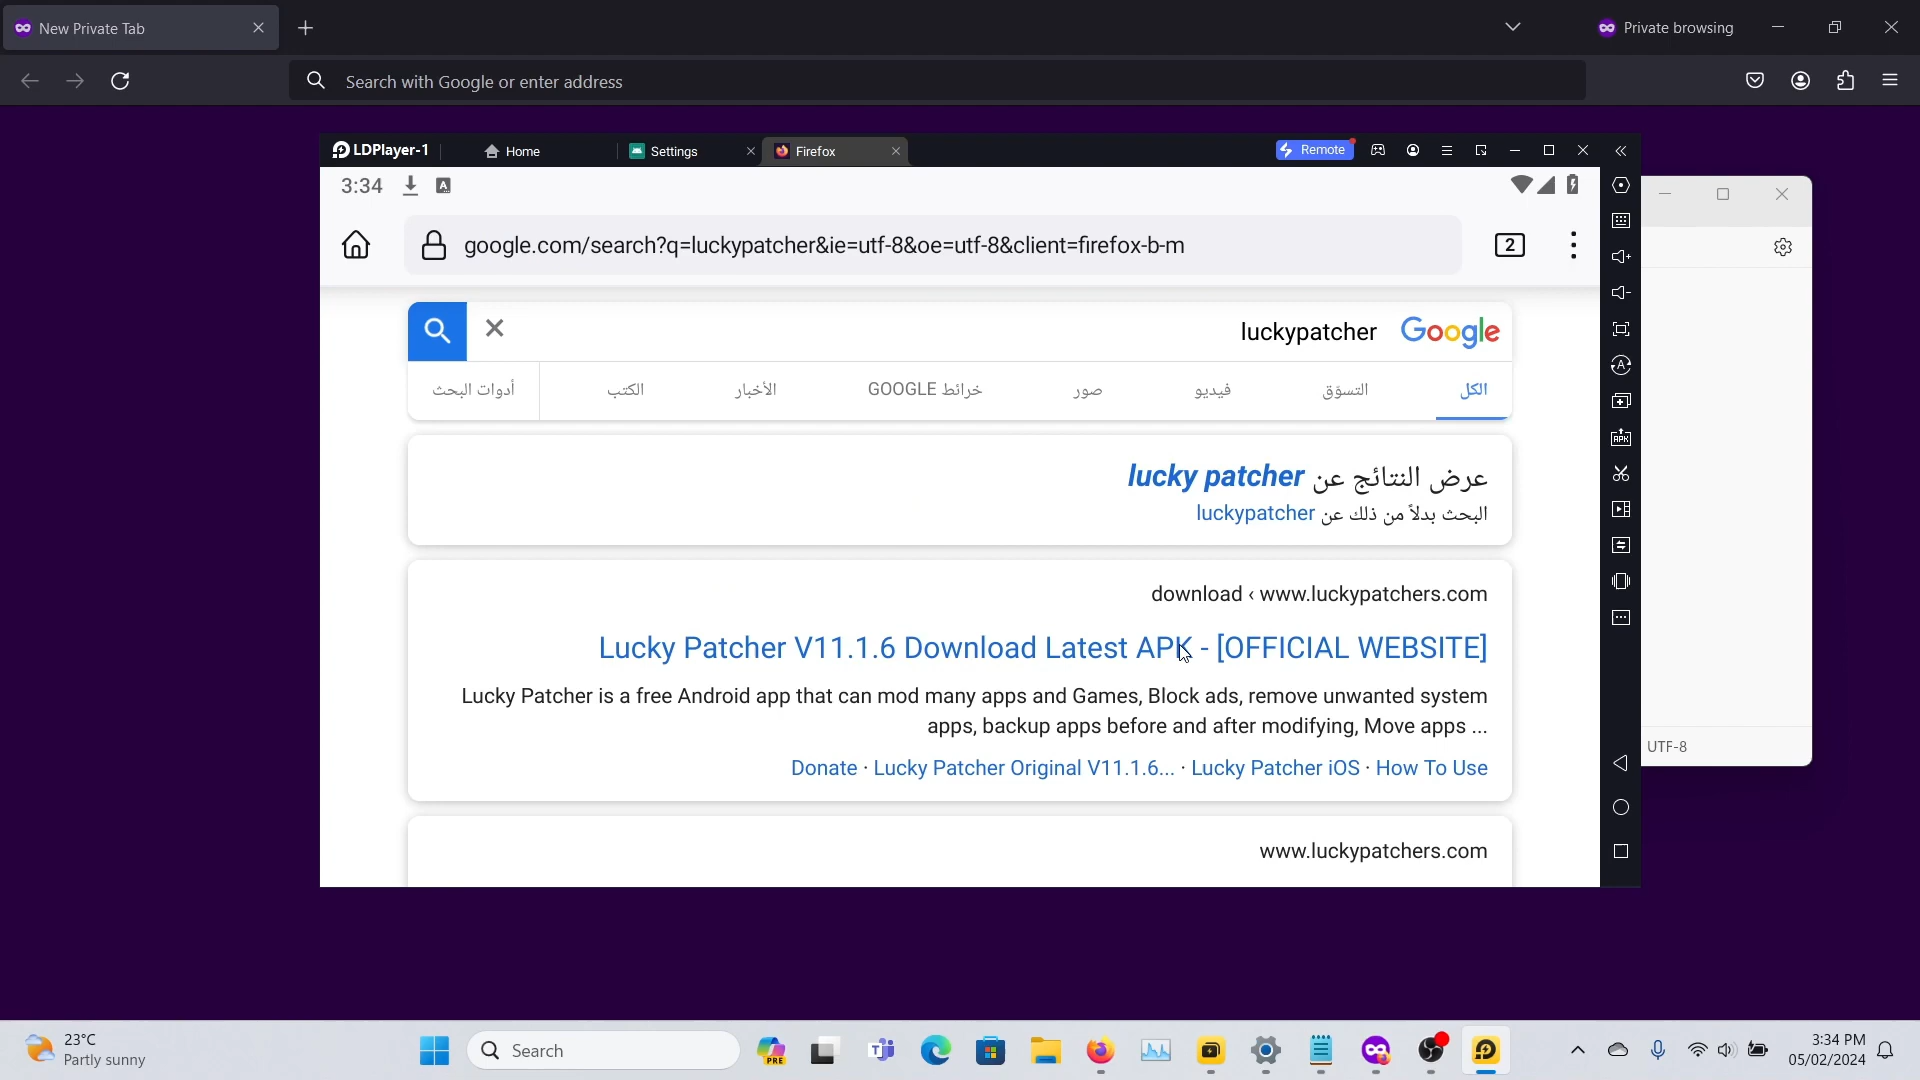 New Private Tab
Private browsing
Search with Google or enter address
LDPlayer-1
Home
Settings
Firefox
Remote
3:34
A
google.com/search?q=luckypatcher&ie=utf-8&oe=utf-8&client=firefox-b-m
2
luckypatcher Google
الكل التسوّق فيديو صور خرائط GOOGLE الأخبار الكتب أدوات البحث
عرض النتائج عن lucky patcher
البحث بدلاً من ذلك عن luckypatcher
download ‹ www.luckypatchers.com
Lucky Patcher V11.1.6 Download Latest APK - [OFFICIAL WEBSITE]
Lucky Patcher is a free Android app that can mod many apps and Games, Block ads, remove unwanted system
apps, backup apps before and after modifying, Move apps ...
Donate · Lucky Patcher Original V11.1.6... · Lucky Patcher iOS · How To Use
www.luckypatchers.com
A
APK
UTF-8
23°C
Partly sunny
Search
PRE
3:34 PM
05/02/2024